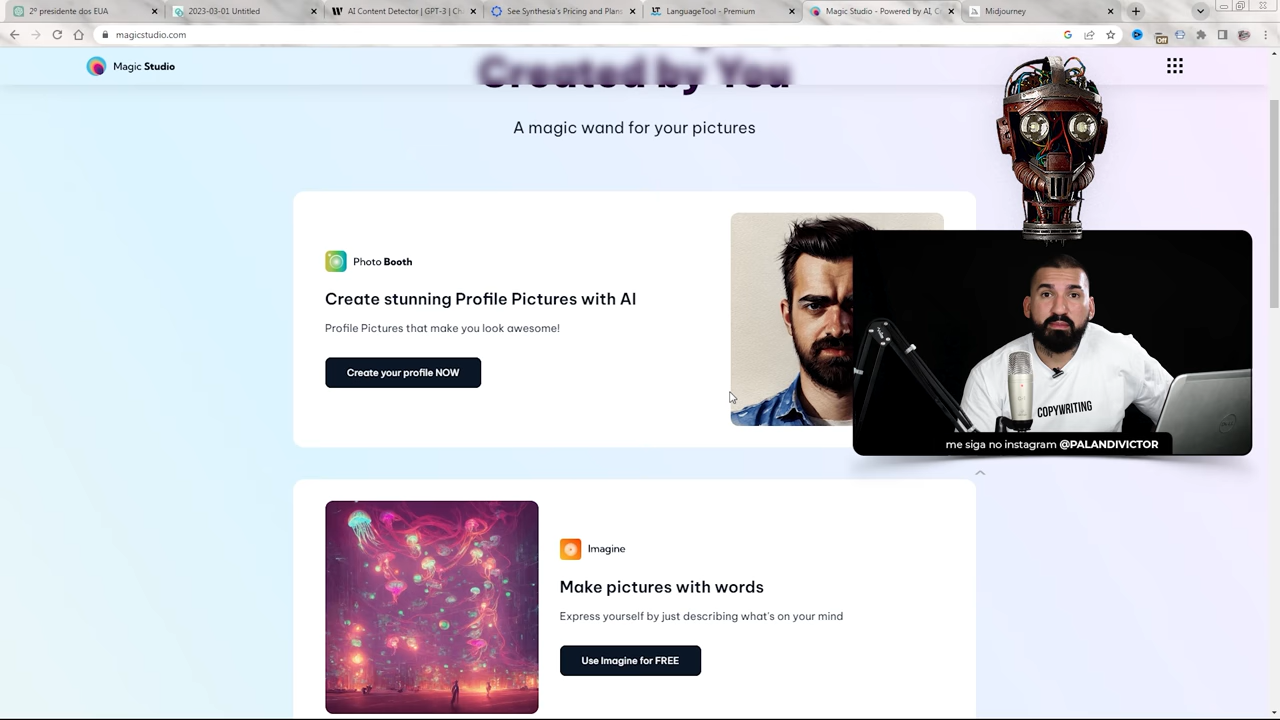 2º presidente dos EUA
2023-03-01 Untitled
AI Content Detector | GPT-3 | Ch
See Synthesia's Pricing and Plans
LanguageTool - Premium
Magic Studio - Powered by AI, C
Midjourney
magicstudio.com
Off
Magic Studio
Created by You
A magic wand for your pictures
Photo Booth
Create stunning Profile Pictures with AI
Profile Pictures that make you look awesome!
Create your profile NOW
COPYWRITING
me siga no instagram @PALANDIVICTOR
Imagine
Make pictures with words
Express yourself by just describing what's on your mind
Use Imagine for FREE